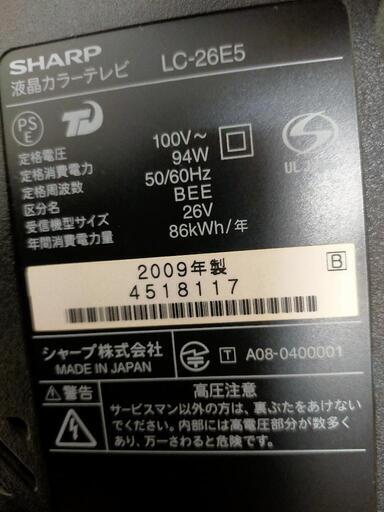 SHARP
液晶カラーテレビ LC-26E5
PS
E
定格電圧 100V～
定格消費電力 94W
定格周波数 50/60Hz
区分名 BEE
受信機型サイズ 26V
年間消費電力量 86kWh/年
2009年製
B
4518117
シャープ株式会社
MADE IN JAPAN
T A08-0400001
警告
高圧注意
サービスマン以外の方は、裏ぶたをあけない
でください。内部には高電圧部分が数多く
あり、万一さわると危険です。